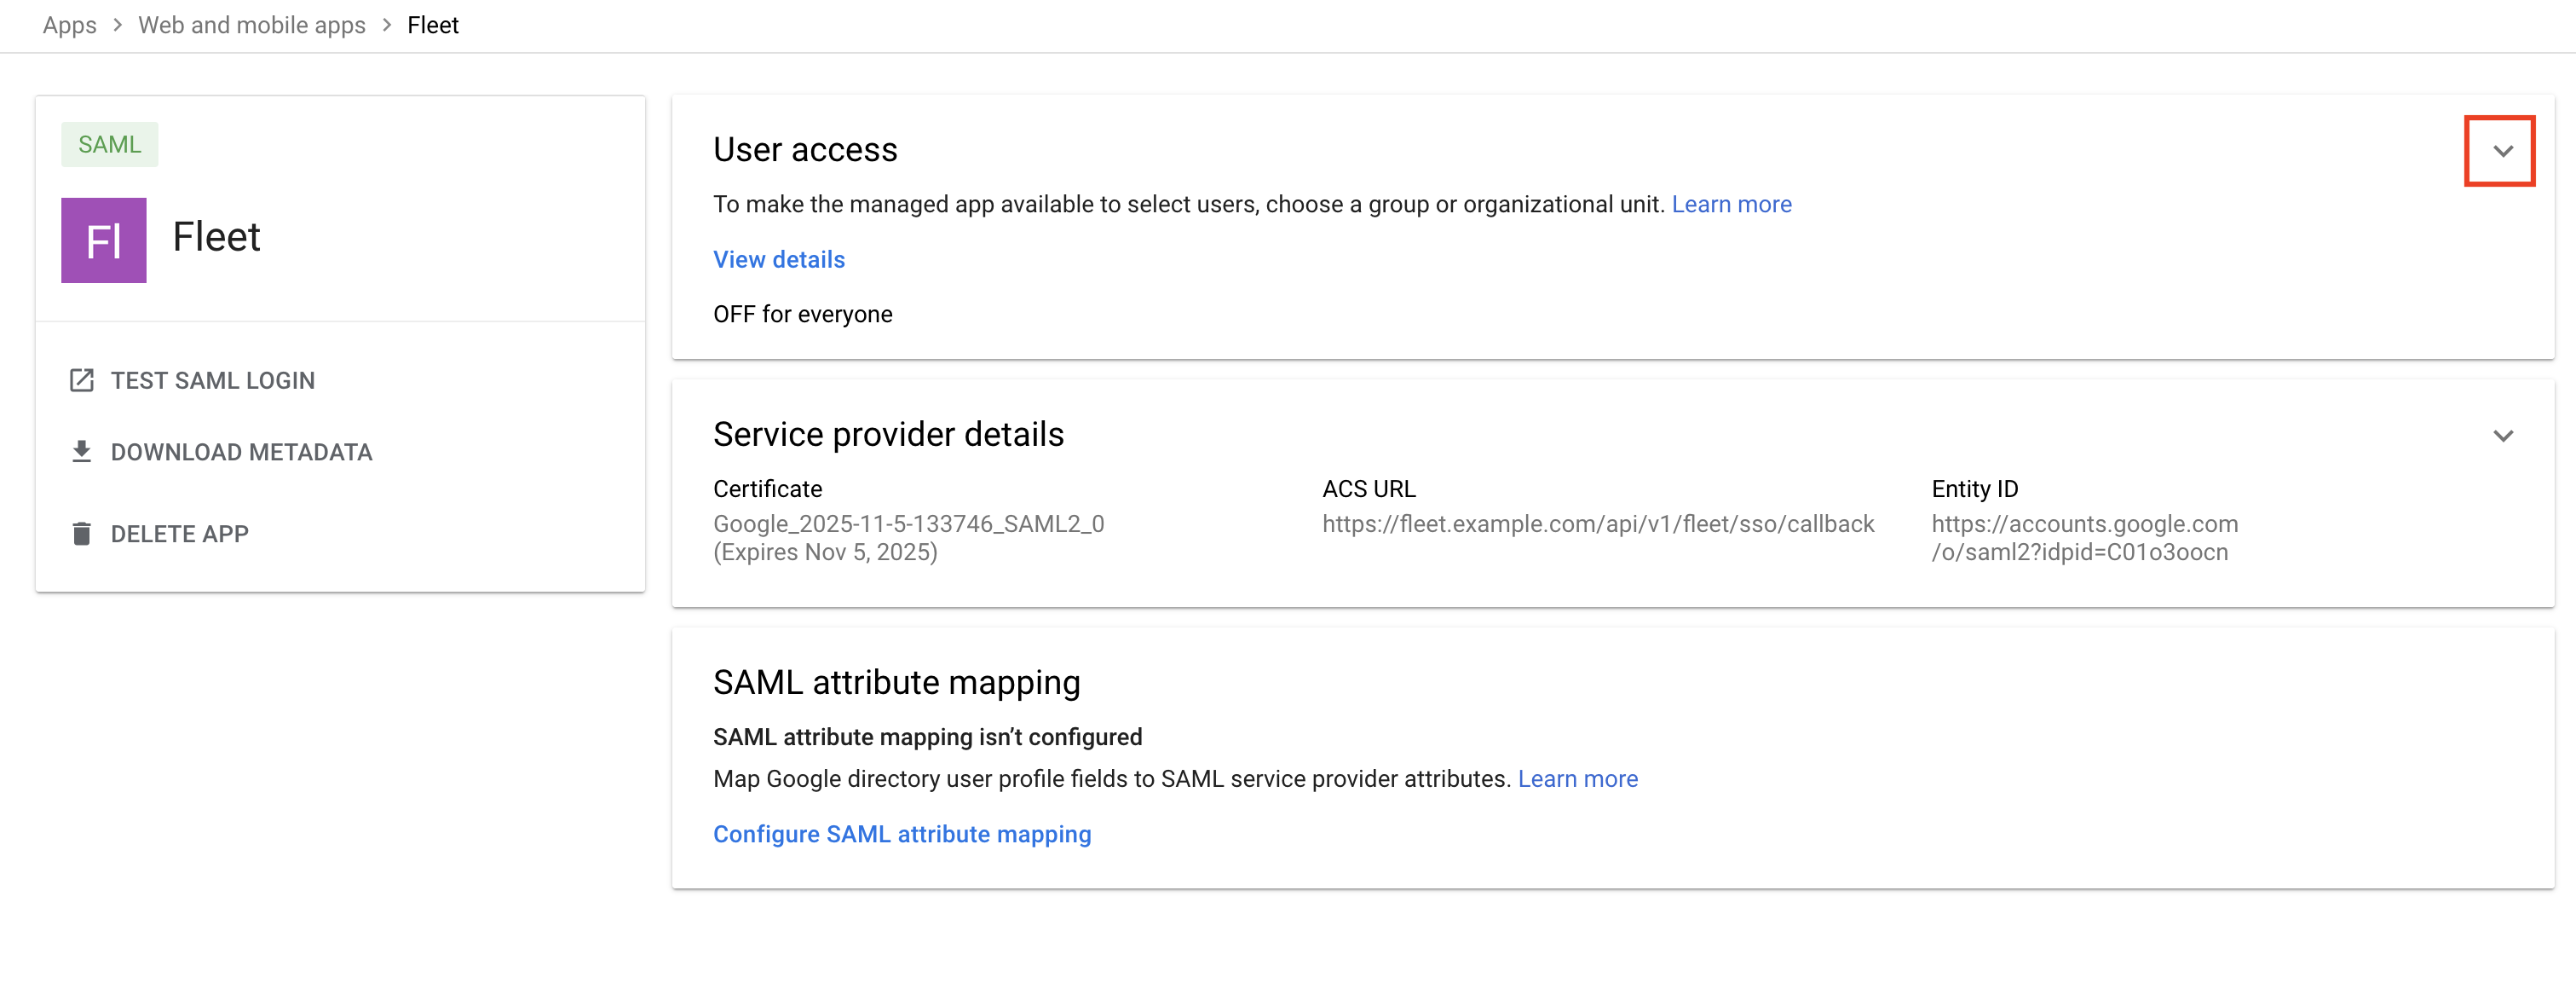 Apps > Web and mobile apps > Fleet
SAML
Fl
Fleet
TEST SAML LOGIN
DOWNLOAD METADATA
DELETE APP
User access
To make the managed app available to select users, choose a group or organizational unit. Learn more
View details
OFF for everyone
Service provider details
Certificate
Google_2025-11-5-133746_SAML2_0
(Expires Nov 5, 2025)
ACS URL
https://fleet.example.com/api/v1/fleet/sso/callback
Entity ID
https://accounts.google.com
/o/saml2?idpid=C01o3oocn
SAML attribute mapping
SAML attribute mapping isn’t configured
Map Google directory user profile fields to SAML service provider attributes. Learn more
Configure SAML attribute mapping